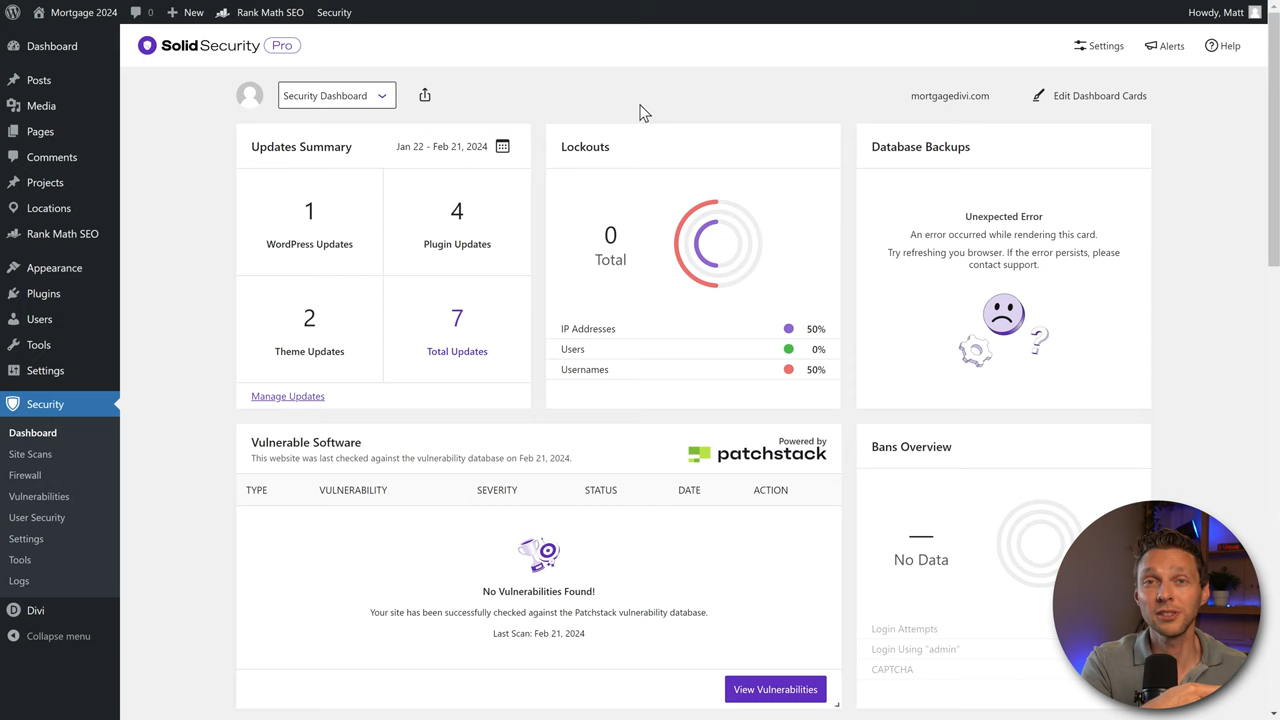 Mortgage 2024
0
New
Rank Math SEO
Security
Howdy, Matt
Dashboard
Posts
Media
Pages
Comments
Projects
Locations
Rank Math SEO
Appearance
Plugins
Users
Tools
Settings
Security
Dashboard
Site Scans
Firewall
Vulnerabilities
User Security
Settings
Tools
Logs
Divi
Collapse menu
Solid Security Pro
Settings
Alerts
Help
Security Dashboard
mortgagedivi.com
Edit Dashboard Cards
Updates Summary
Jan 22 - Feb 21, 2024
1
WordPress Updates
4
Plugin Updates
2
Theme Updates
7
Total Updates
Manage Updates
Lockouts
0
Total
IP Addresses 50%
Users 0%
Usernames 50%
Database Backups
Unexpected Error
An error occurred while rendering this card.
Try refreshing you browser. If the error persists, please
contact support.
Vulnerable Software
This website was last checked against the vulnerability database on Feb 21, 2024.
Powered by
patchstack
TYPE VULNERABILITY SEVERITY STATUS DATE ACTION
No Vulnerabilities Found!
Your site has been successfully checked against the Patchstack vulnerability database.
Last Scan: Feb 21, 2024
View Vulnerabilities
Bans Overview
No Data
Login Attempts
Login Using "admin"
CAPTCHA